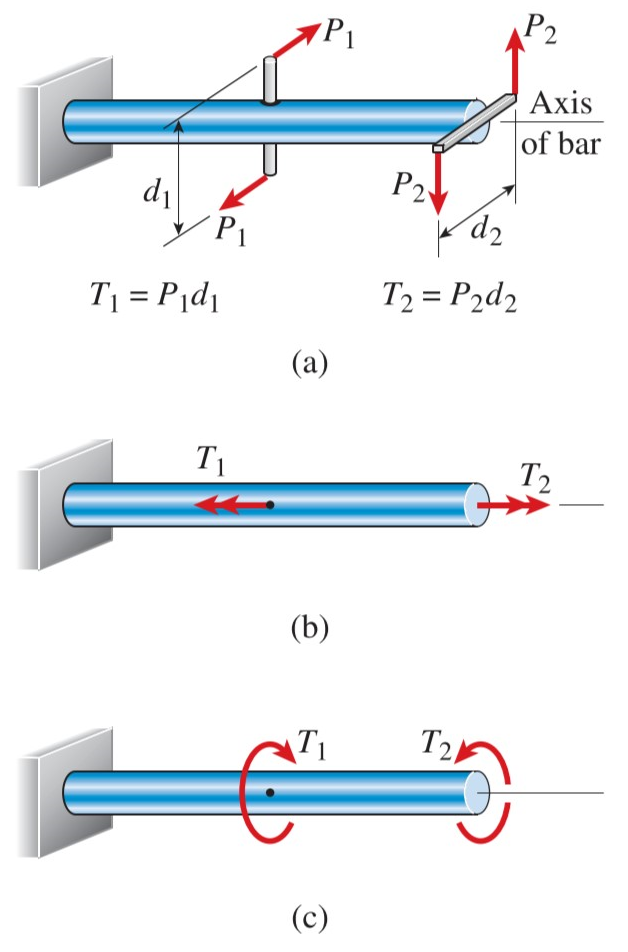 P₁
P₂
Axis
of bar
d₁
P₂
P₁
d₂
T₁ = P₁d₁
T₂ = P₂d₂
(a)
T₁
T₂
(b)
T₁
T₂
(c)